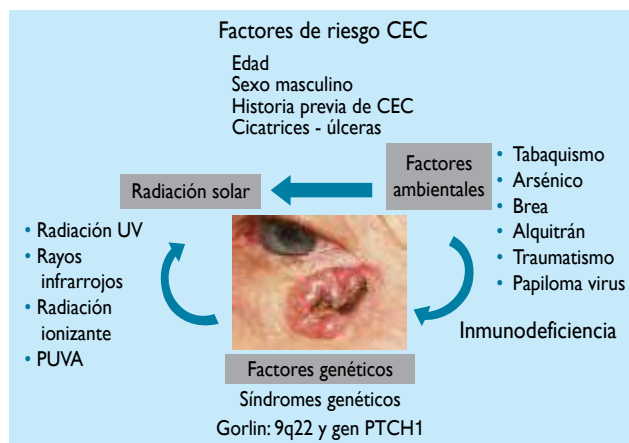 Factores de riesgo CEC
Edad
Sexo masculino
Historia previa de CEC
Cicatrices - úlceras
Radiación solar
Factores
ambientales
• Tabaquismo
• Arsénico
• Brea
• Alquitrán
• Traumatismo
• Papiloma virus
• Radiación UV
• Rayos
infrarrojos
• Radiación
ionizante
• PUVA
Inmunodeficiencia
Factores genéticos
Síndromes genéticos
Gorlin: 9q22 y gen PTCH1